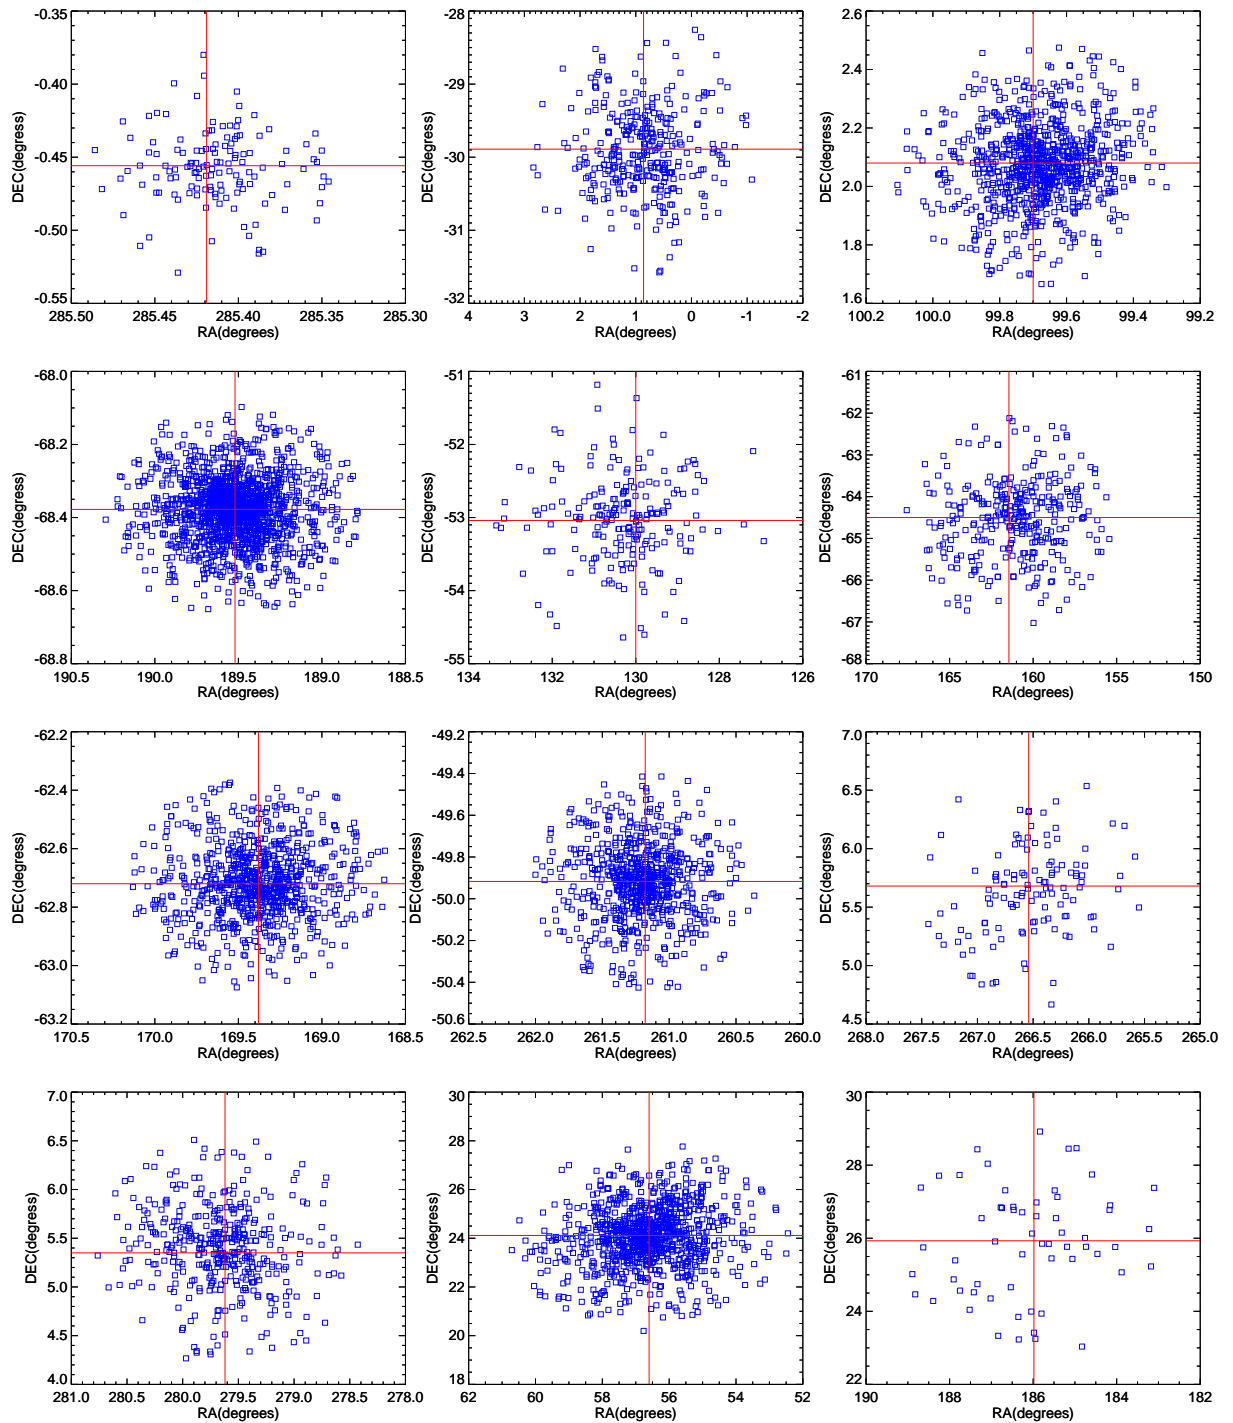 -0.35
-0.40
-0.45
-0.50
-0.55
DEC(degrees)
285.50 285.45 285.40 285.35 285.30
RA(degrees)
-28
-29
-30
-31
-32
DEC(degress)
4 3 2 1 0 -1 -2
RA(degrees)
2.6
2.4
2.2
2.0
1.8
1.6
DEC(degress)
100.2 100.0 99.8 99.6 99.4 99.2
RA(degrees)
-68.0
-68.2
-68.4
-68.6
-68.8
DEC(degress)
190.5 190.0 189.5 189.0 188.5
RA(degrees)
-51
-52
-53
-54
-55
DEC(degress)
134 132 130 128 126
RA(degrees)
-61
-62
-63
-64
-65
-66
-67
-68
DEC(degress)
170 165 160 155 150
RA(degrees)
-62.2
-62.4
-62.6
-62.8
-63.0
-63.2
DEC(degress)
170.5 170.0 169.5 169.0 168.5
RA(degrees)
-49.2
-49.4
-49.6
-49.8
-50.0
-50.2
-50.4
-50.6
DEC(degress)
262.5 262.0 261.5 261.0 260.5 260.0
RA(degrees)
7.0
6.5
6.0
5.5
5.0
4.5
DEC(degress)
268.0 267.5 267.0 266.5 266.0 265.5 265.0
RA(degrees)
7.0
6.5
6.0
5.5
5.0
4.5
4.0
DEC(degress)
281.0 280.5 280.0 279.5 279.0 278.5 278.0
RA(degrees)
30
28
26
24
22
20
18
DEC(degress)
62 60 58 56 54 52
RA(degrees)
30
28
26
24
22
DEC(degress)
190 188 186 184 182
RA(degrees)